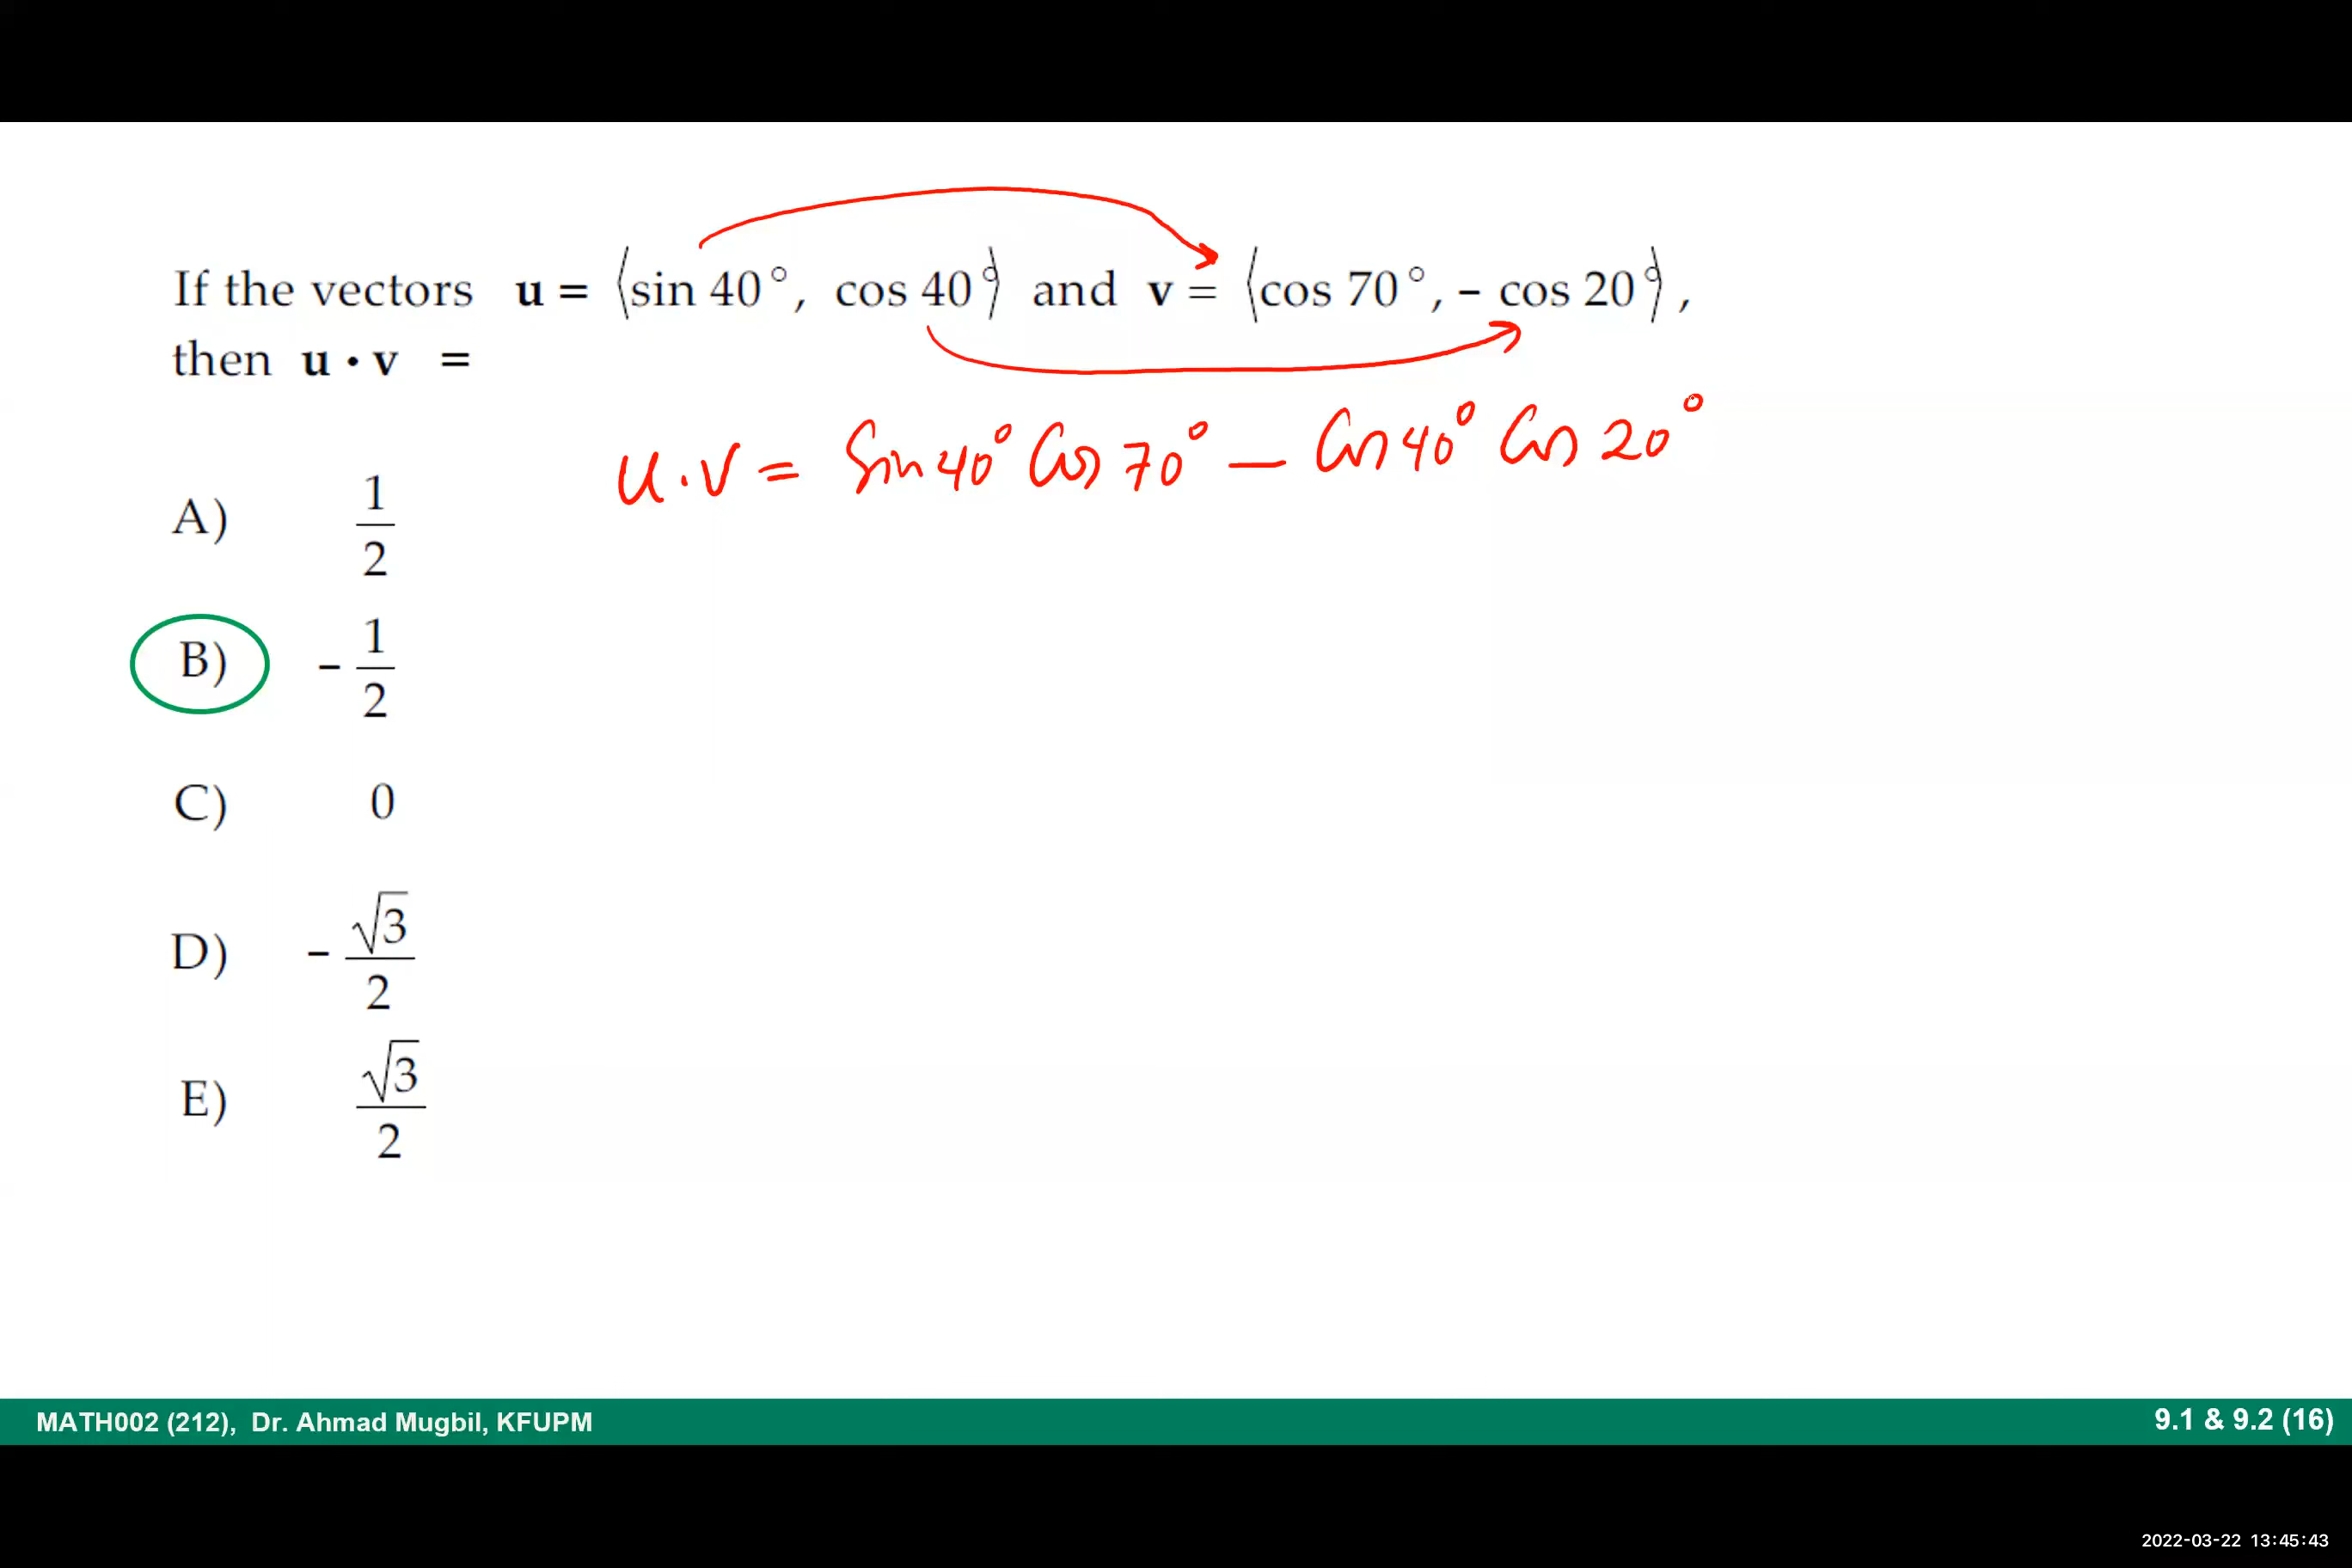 If the vectors u = ⟨sin 40°, cos 40°⟩ and v = ⟨cos 70°, – cos 20°⟩,
then u • v =
u.v = Sin 40° Cos 70° – Cos 40° Cos 20°
A) 1/2
B) – 1/2
C) 0
D) – √3/2
E) √3/2
MATH002 (212), Dr. Ahmad Mugbil, KFUPM
9.1 & 9.2 (16)
2022-03-22 13:45:43